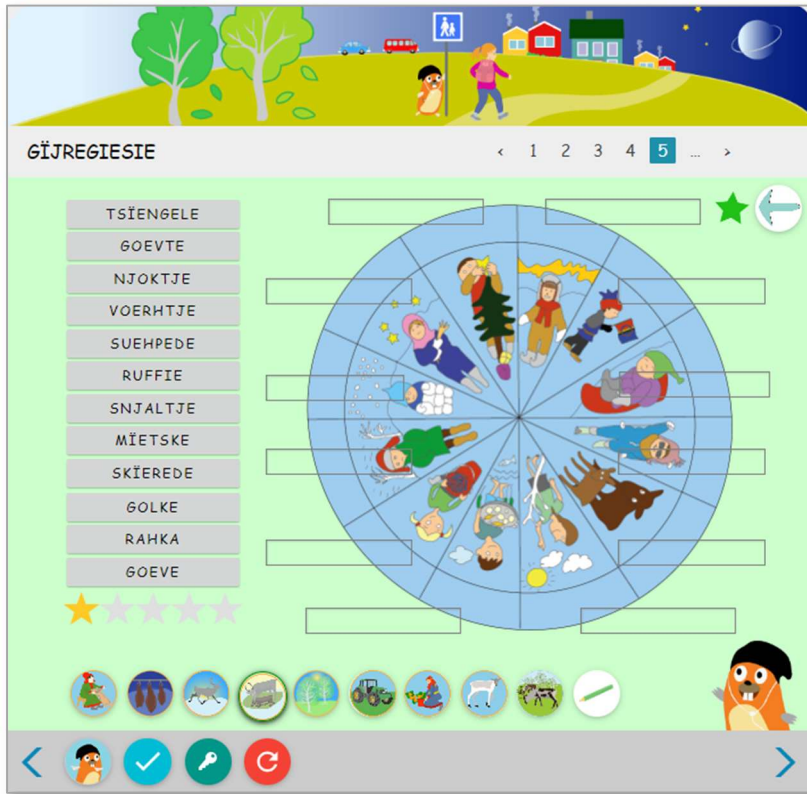 GÏJREGIESIE
< 1 2 3 4 5 ... >
TSÏENGELE
GOEVTE
NJOKTJE
VOERHTJE
SUEHPEDE
RUFFIE
SNJALTJE
MÏETSKE
SKÏEREDE
GOLKE
RAHKA
GOEVE